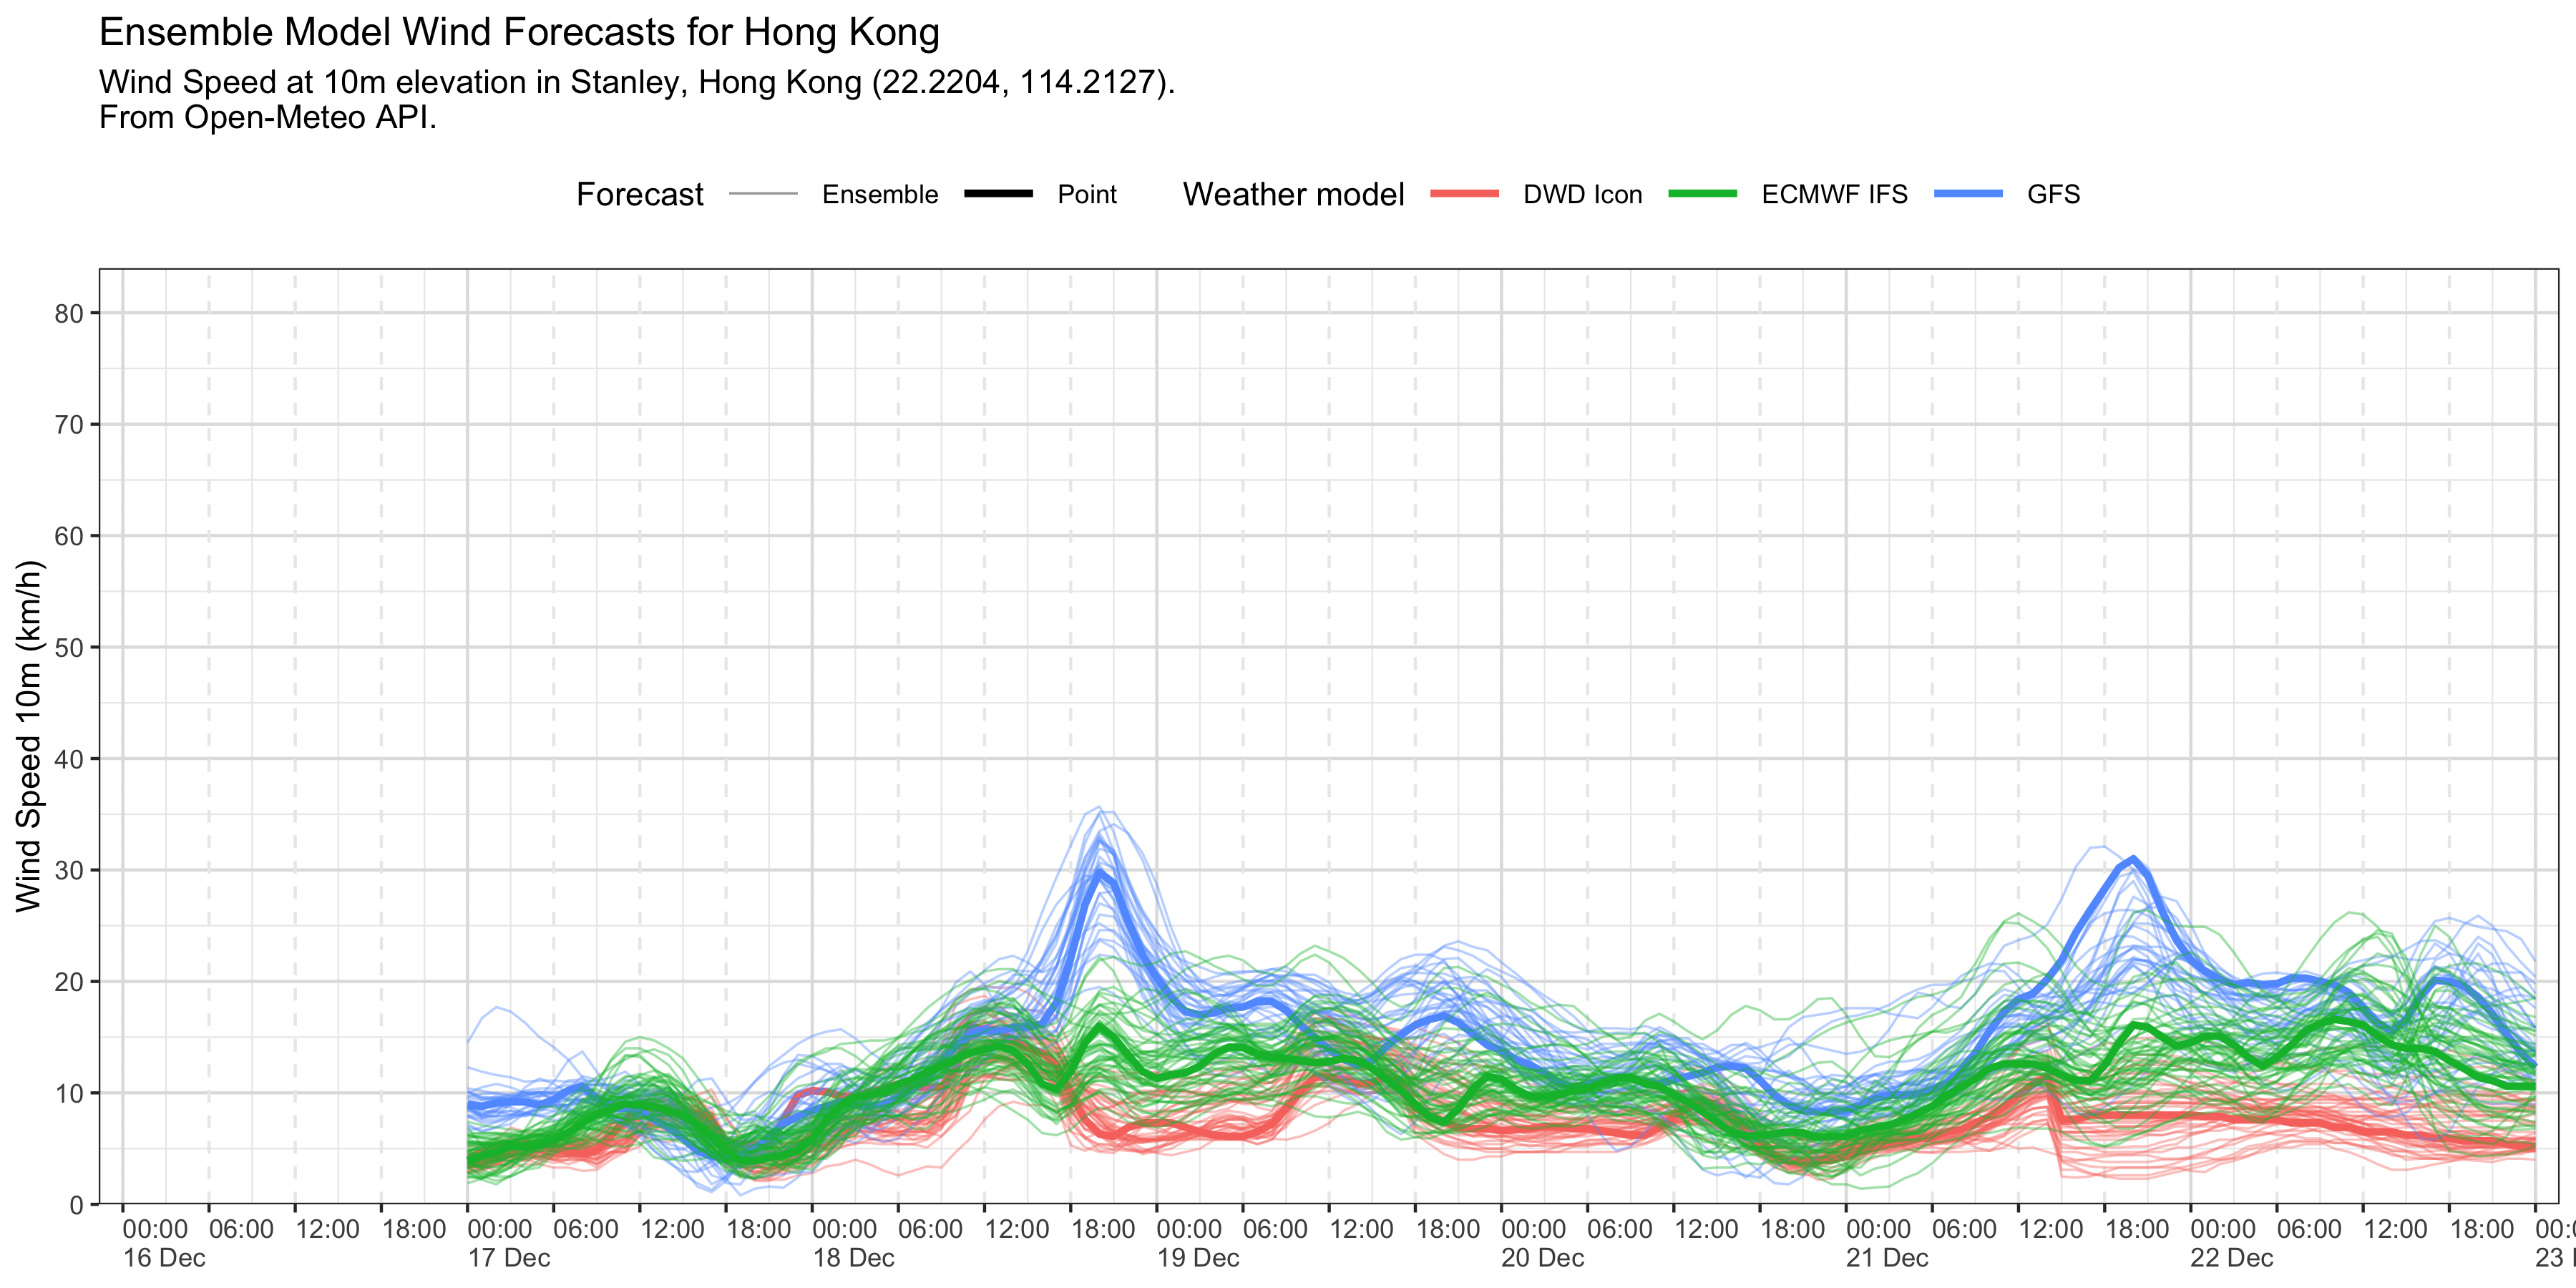 Ensemble Model Wind Forecasts for Hong Kong
Wind Speed at 10m elevation in Stanley, Hong Kong (22.2204, 114.2127).
From Open-Meteo API.
Forecast Ensemble Point Weather model DWD Icon ECMWF IFS GFS
Wind Speed 10m (km/h)
80
70
60
50
40
30
20
10
0
00:00 06:00 12:00 18:00 00:00 06:00 12:00 18:00 00:00 06:00 12:00 18:00 00:00 06:00 12:00 18:00 00:00 06:00 12:00 18:00 00:00 06:00 12:00 18:00 00:00 06:00 12:00 18:00
16 Dec 17 Dec 18 Dec 19 Dec 20 Dec 21 Dec 22 Dec 23